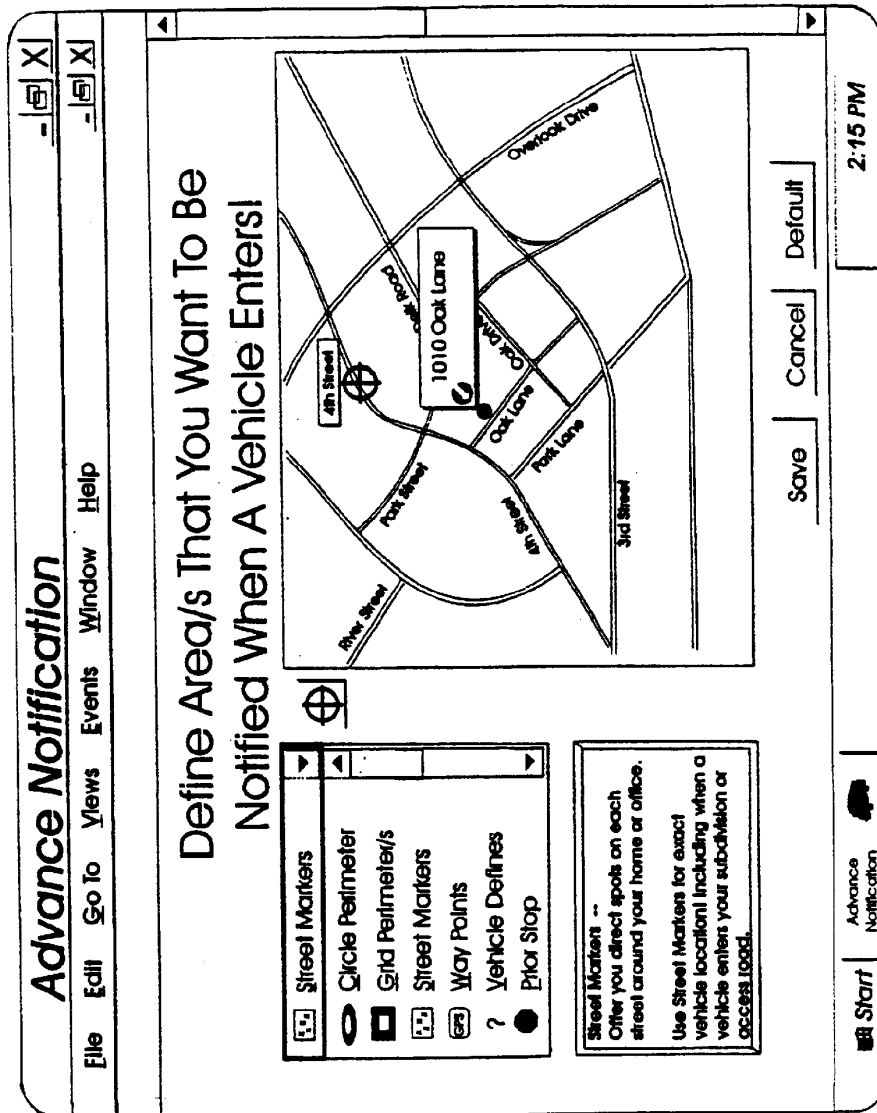 Advance Notification
File Edit Go To Views Events Window Help
Define Area/s That You Want To Be
Notified When A Vehicle Enters!
Street Markers
Circle Perimeter
Grid Perimeter/s
Street Markers
GPS Way Points
? Vehicle Defines
Prior Stop
Street Markers --
Offer you direct spots on each
street around your home or office.
Use Street Markers for exact
vehicle location! Including when a
vehicle enters your subdivision or
access road.
River Street
Park Street
4th Street
4th Street
Road
1010 Oak Lane
Oak Drive
Oak Lane
Park Lane
3rd Street
Overlook Drive
Save Cancel Default
Start
Advance
Notification
2:15 PM